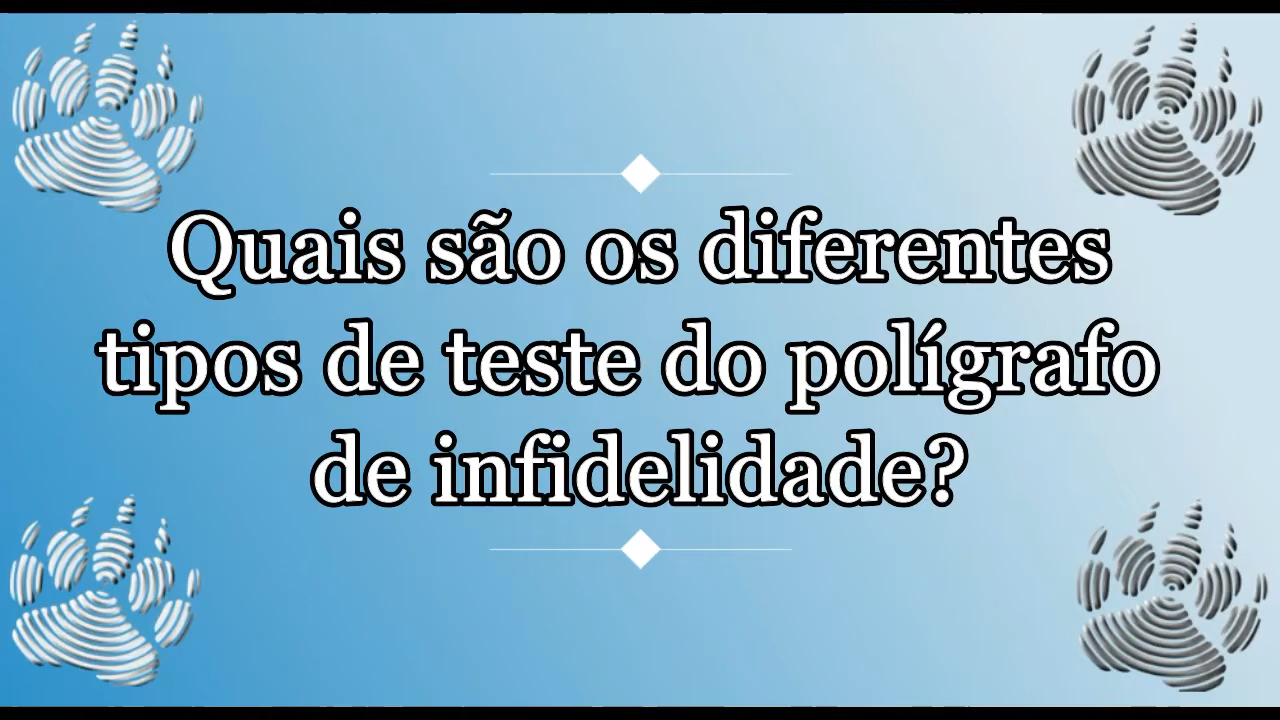 Quais são os diferentes
tipos de teste do polígrafo
de infidelidade?